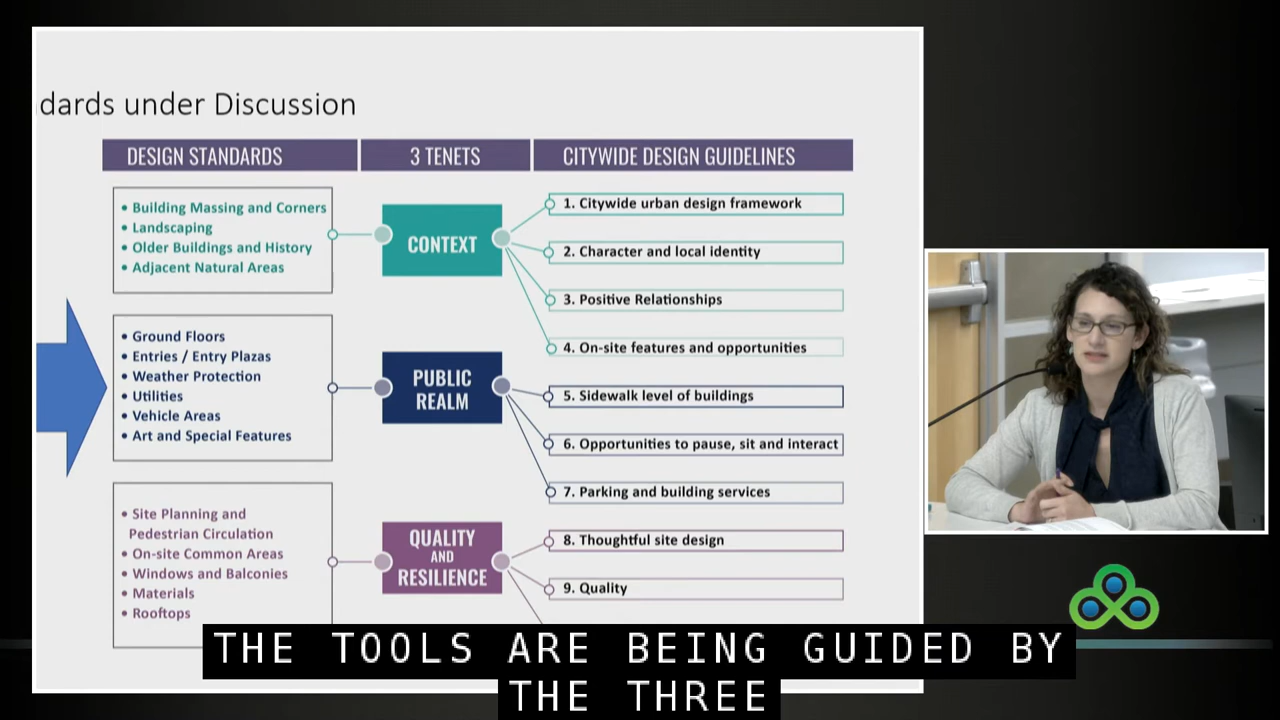 dards under Discussion
DESIGN STANDARDS
3 TENETS
CITYWIDE DESIGN GUIDELINES
• Building Massing and Corners
• Landscaping
• Older Buildings and History
• Adjacent Natural Areas
CONTEXT
1. Citywide urban design framework
2. Character and local identity
3. Positive Relationships
4. On-site features and opportunities
• Ground Floors
• Entries / Entry Plazas
• Weather Protection
• Utilities
• Vehicle Areas
• Art and Special Features
PUBLIC
REALM
5. Sidewalk level of buildings
6. Opportunities to pause, sit and interact
7. Parking and building services
• Site Planning and
Pedestrian Circulation
• On-site Common Areas
• Windows and Balconies
• Materials
• Rooftops
QUALITY
AND
RESILIENCE
8. Thoughtful site design
9. Quality
THE TOOLS ARE BEING GUIDED BY
THE THREE